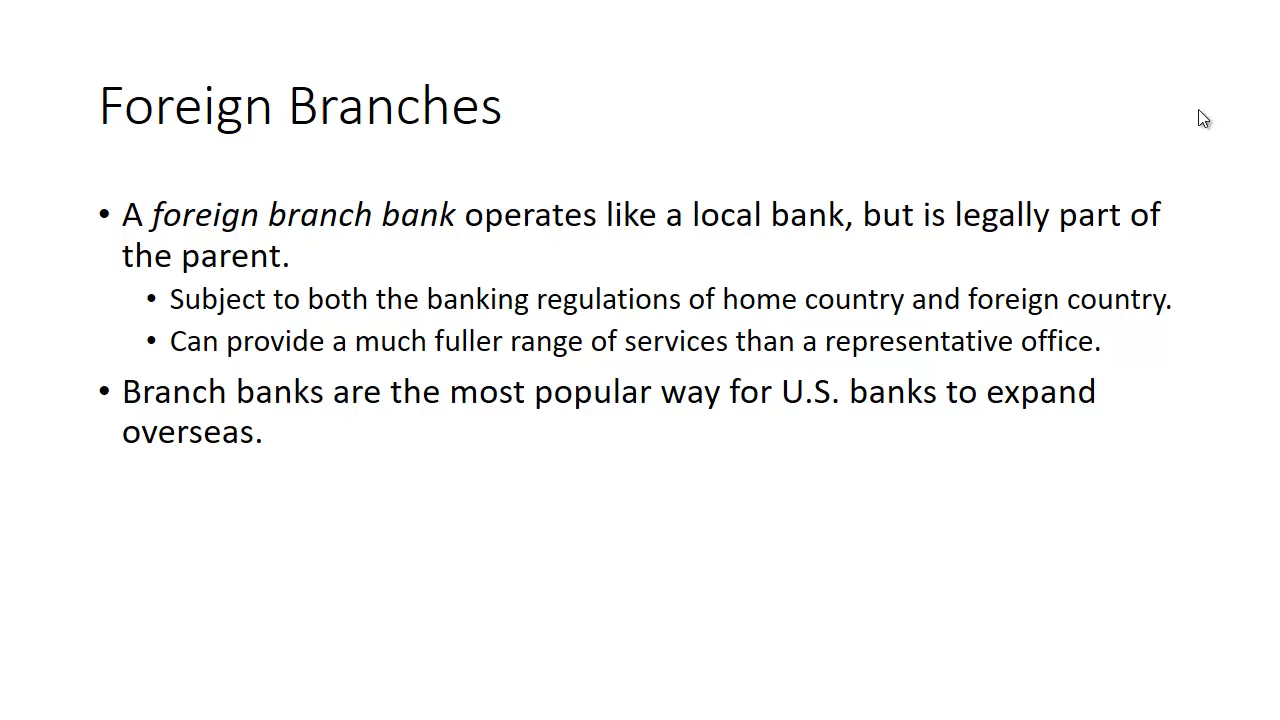 Foreign Branches
• A foreign branch bank operates like a local bank, but is legally part of
the parent.
• Subject to both the banking regulations of home country and foreign country.
• Can provide a much fuller range of services than a representative office.
• Branch banks are the most popular way for U.S. banks to expand
overseas.